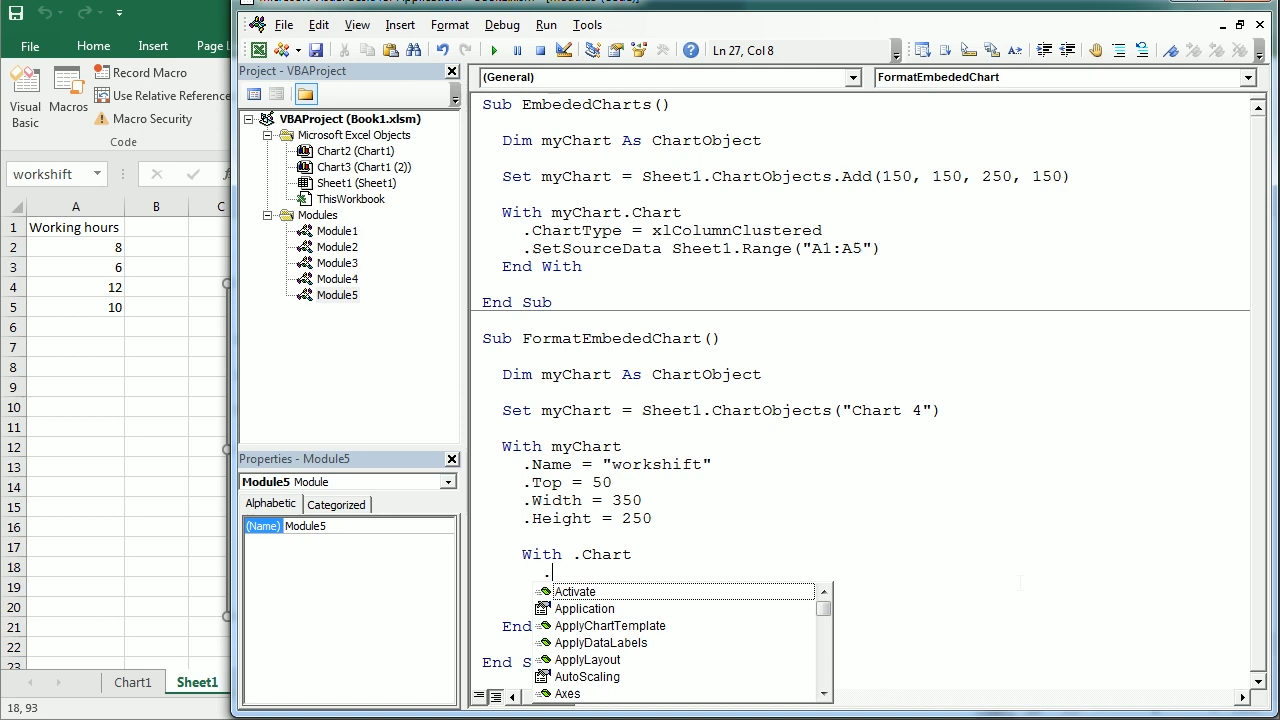 File
Home
Insert
Page L
Visual Basic
Macros
Record Macro
Use Relative Reference
Macro Security
Code
workshift
A B C
1 Working hours
2 8
3 6
4 12
5 10
6
7
8
9
10
11
12
13
14
15
16
17
18
19
20
21
22
23
Chart1
Sheet1
18, 93
File Edit View Insert Format Debug Run Tools
Ln 27, Col 8
Project - VBAProject
VBAProject (Book1.xlsm)
Microsoft Excel Objects
Chart2 (Chart1)
Chart3 (Chart1 (2))
Sheet1 (Sheet1)
ThisWorkbook
Modules
Module1
Module2
Module3
Module4
Module5
Properties - Module5
Module5 Module
Alphabetic Categorized
(Name) Module5
(General)
FormatEmbededChart
Sub EmbededCharts()
Dim myChart As ChartObject
Set myChart = Sheet1.ChartObjects.Add(150, 150, 250, 150)
With myChart.Chart
.ChartType = xlColumnClustered
.SetSourceData Sheet1.Range("A1:A5")
End With
End Sub
Sub FormatEmbededChart()
Dim myChart As ChartObject
Set myChart = Sheet1.ChartObjects("Chart 4")
With myChart
.Name = "workshift"
.Top = 50
.Width = 350
.Height = 250
With .Chart
.
Activate
Application
ApplyChartTemplate
End
ApplyDataLabels
ApplyLayout
End S
AutoScaling
Axes